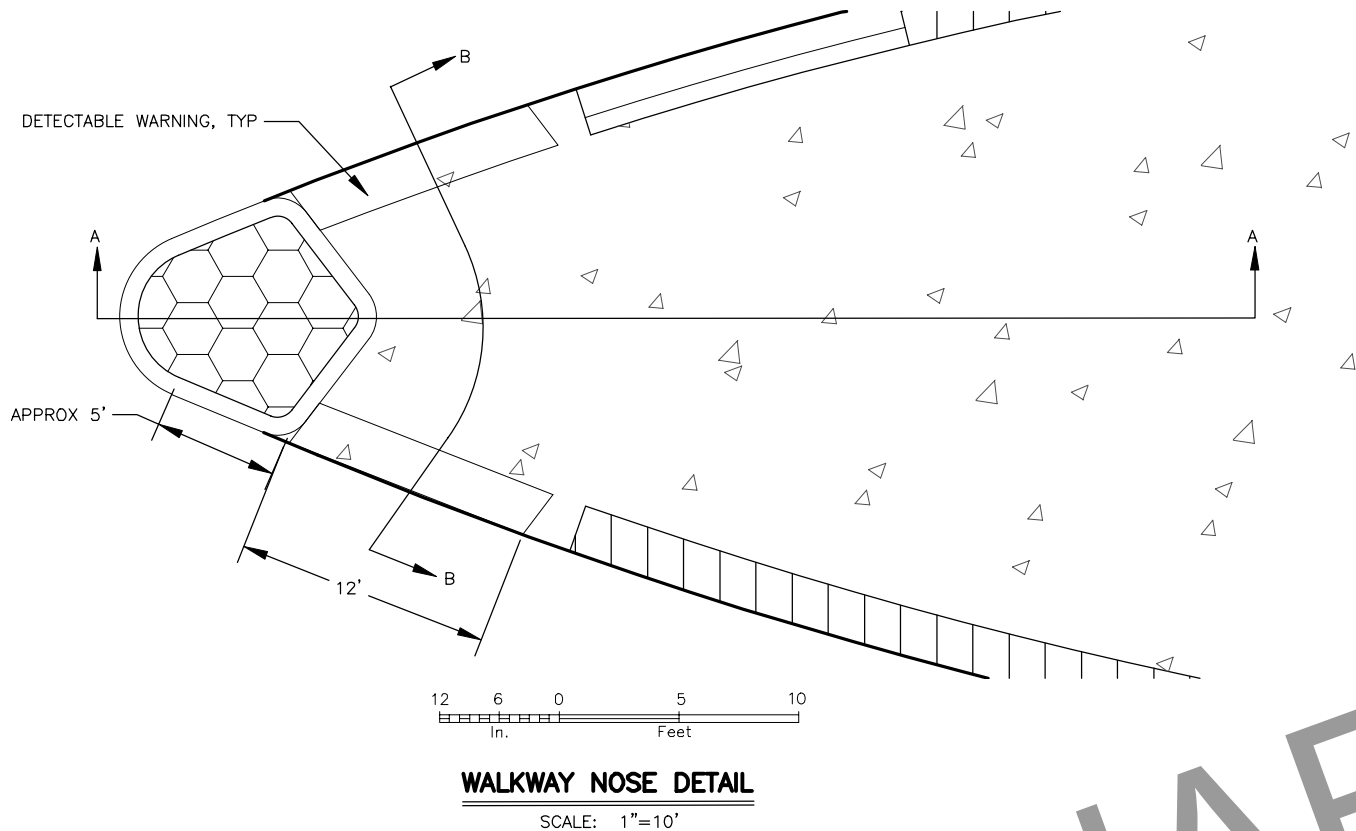 B
DETECTABLE WARNING, TYP
A
A
APPROX 5'
12'
B
12 6 0 5 10
In. Feet
WALKWAY NOSE DETAIL
SCALE: 1"=10'